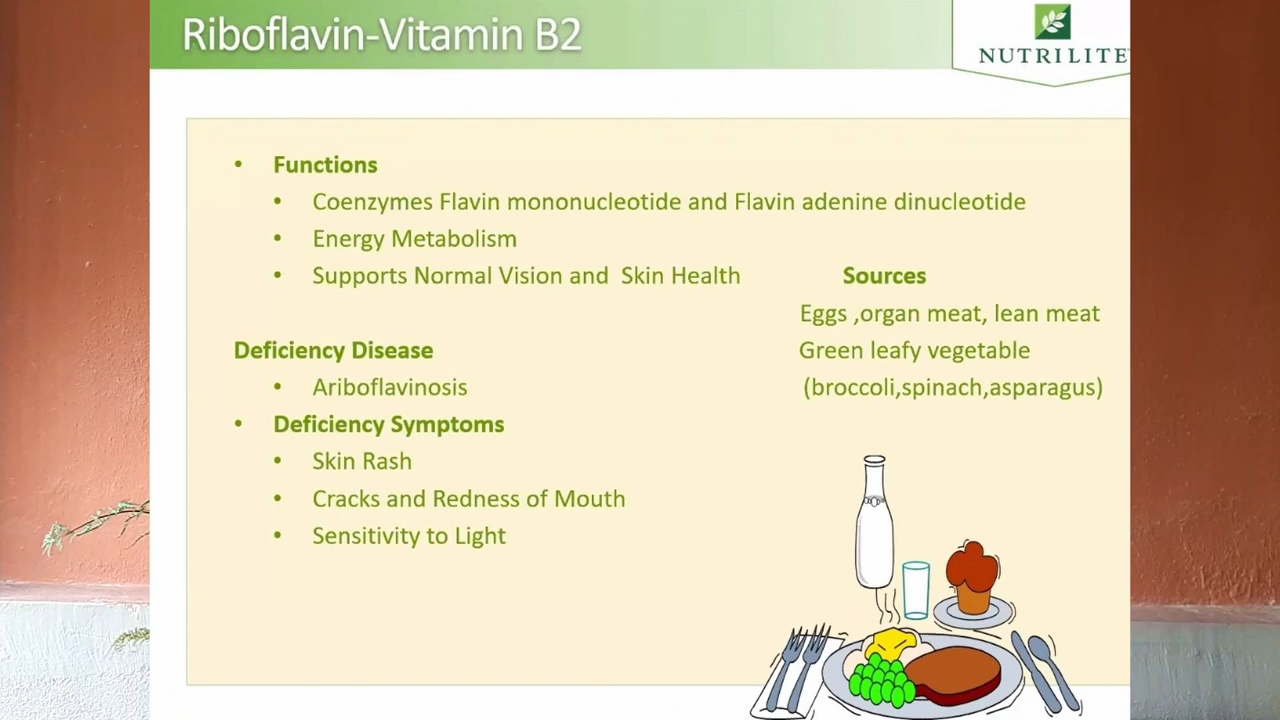 Riboflavin-Vitamin B2
NUTRILITE
• Functions
• Coenzymes Flavin mononucleotide and Flavin adenine dinucleotide
• Energy Metabolism
• Supports Normal Vision and Skin Health
Deficiency Disease
• Ariboflavinosis
• Deficiency Symptoms
• Skin Rash
• Cracks and Redness of Mouth
• Sensitivity to Light
Sources
Eggs ,organ meat, lean meat
Green leafy vegetable
(broccoli,spinach,asparagus)